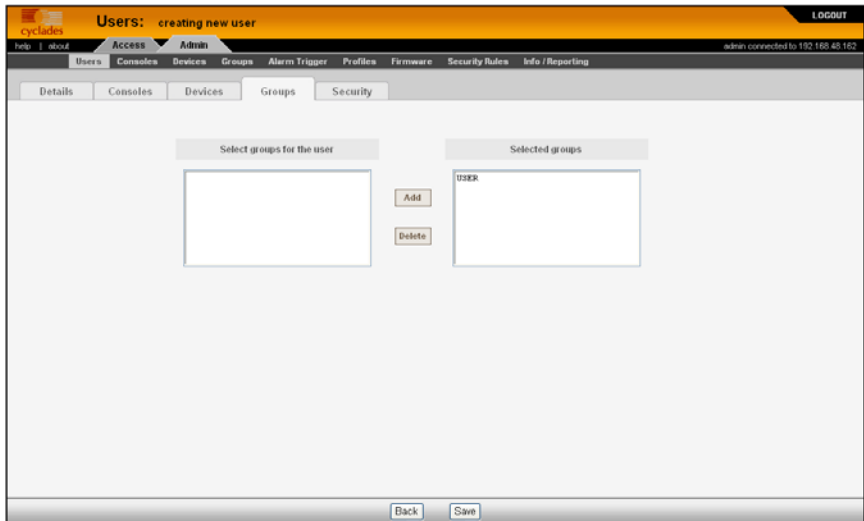 LOGOUT
cyclades
Users: creating new user
help | about
Access Admin
admin connected to 192.168.48.162
Users Consoles Devices Groups Alarm Trigger Profiles Firmware Security Rules Info / Reporting
Details Consoles Devices Groups Security
Select groups for the user
Selected groups
USER
Add
Delete
Back Save